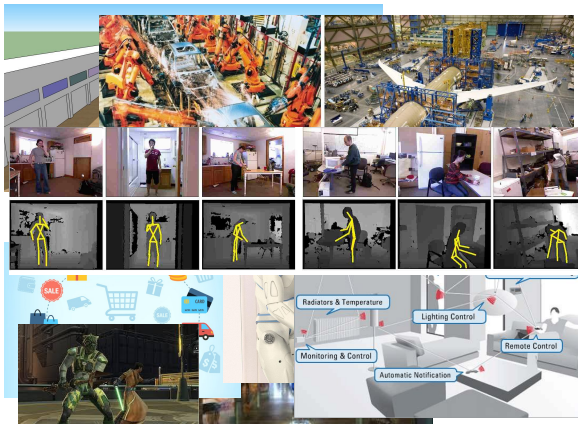 SALE
CARD
SALE
Radiators & Temperature
Lighting Control
Remote Control
Monitoring & Control
Automatic Notification